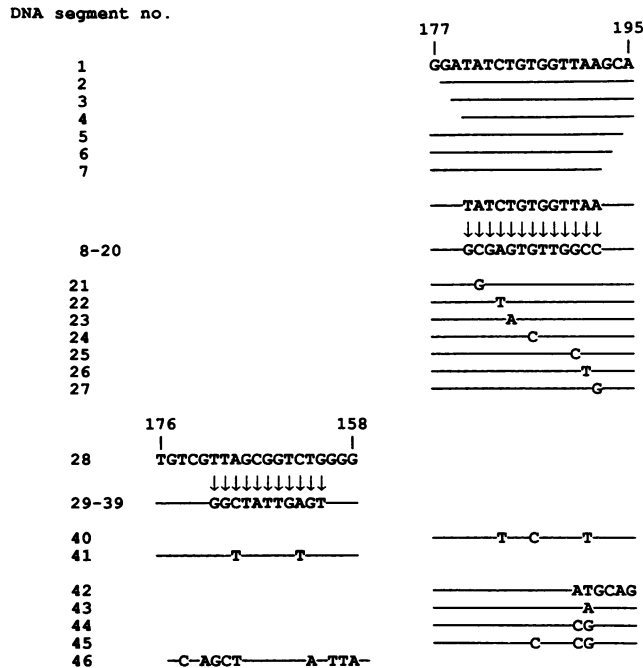 DNA segment no.
177 195
1 GGATATCTGTGGTTAAGCA
2
3
4
5
6
7
TATCTGTGGTTAA
↓↓↓↓↓↓↓↓↓↓↓↓↓
8-20 GCGAGTGTTGGCC
21 G
22 T
23 A
24 C
25 C
26 T
27 G
176 158
28 TGTCGTTAGCGGTCTGGGG
↓↓↓↓↓↓↓↓↓↓↓
29-39 GGCTATTGAGT
40 T C T
41 T T
42 ATGCAG
43 A
44 CG
45 C CG
46 C AGCT A TTA